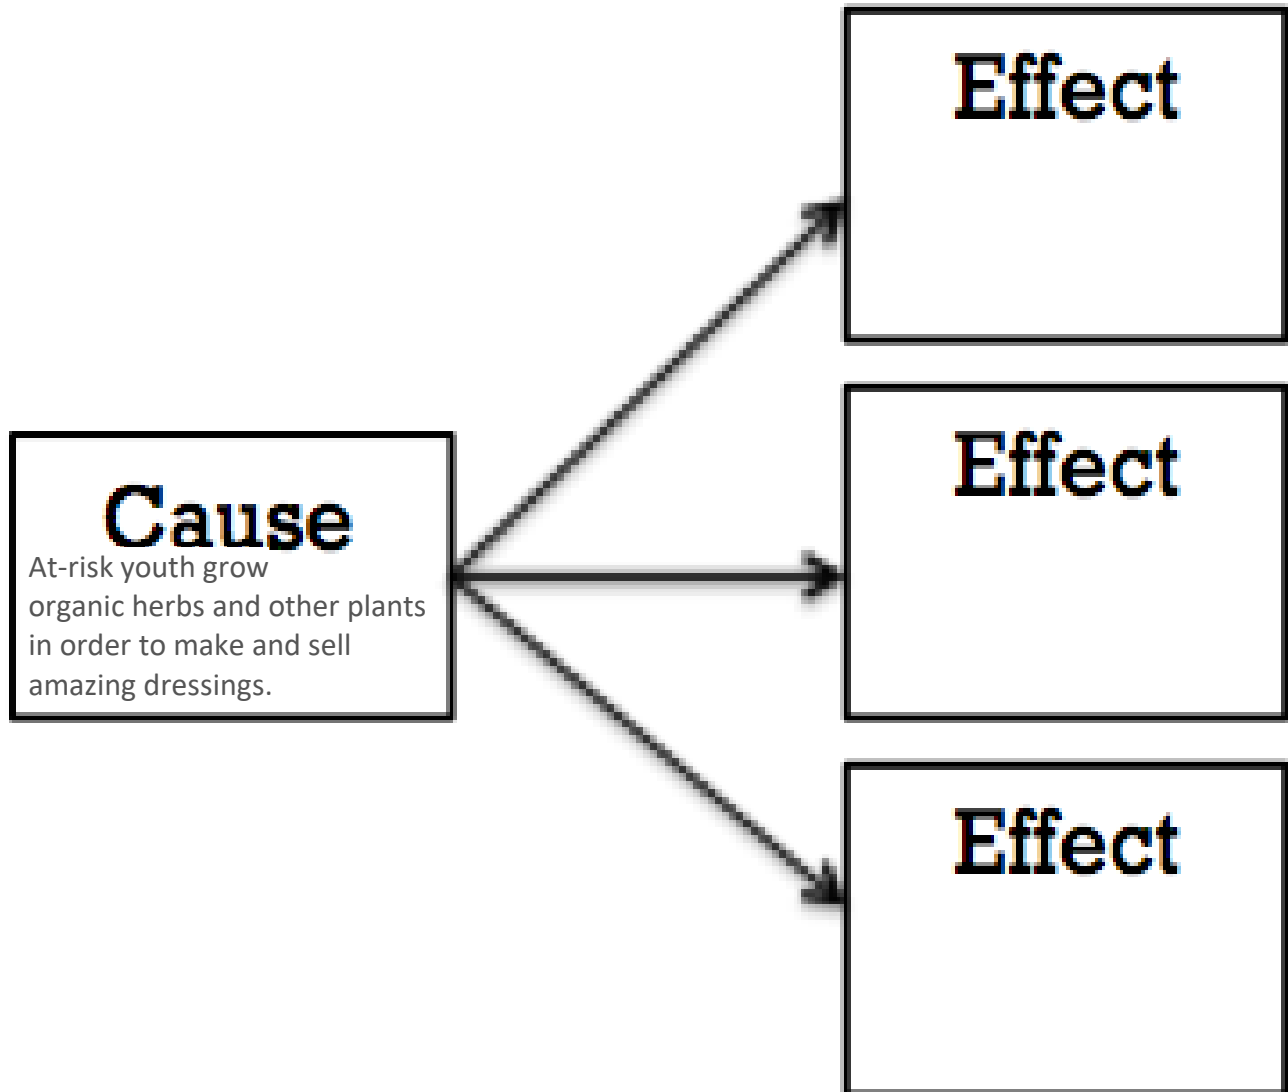 Effect
Effect
Cause
At-risk youth grow
organic herbs and other plants
in order to make and sell
amazing dressings.
Effect